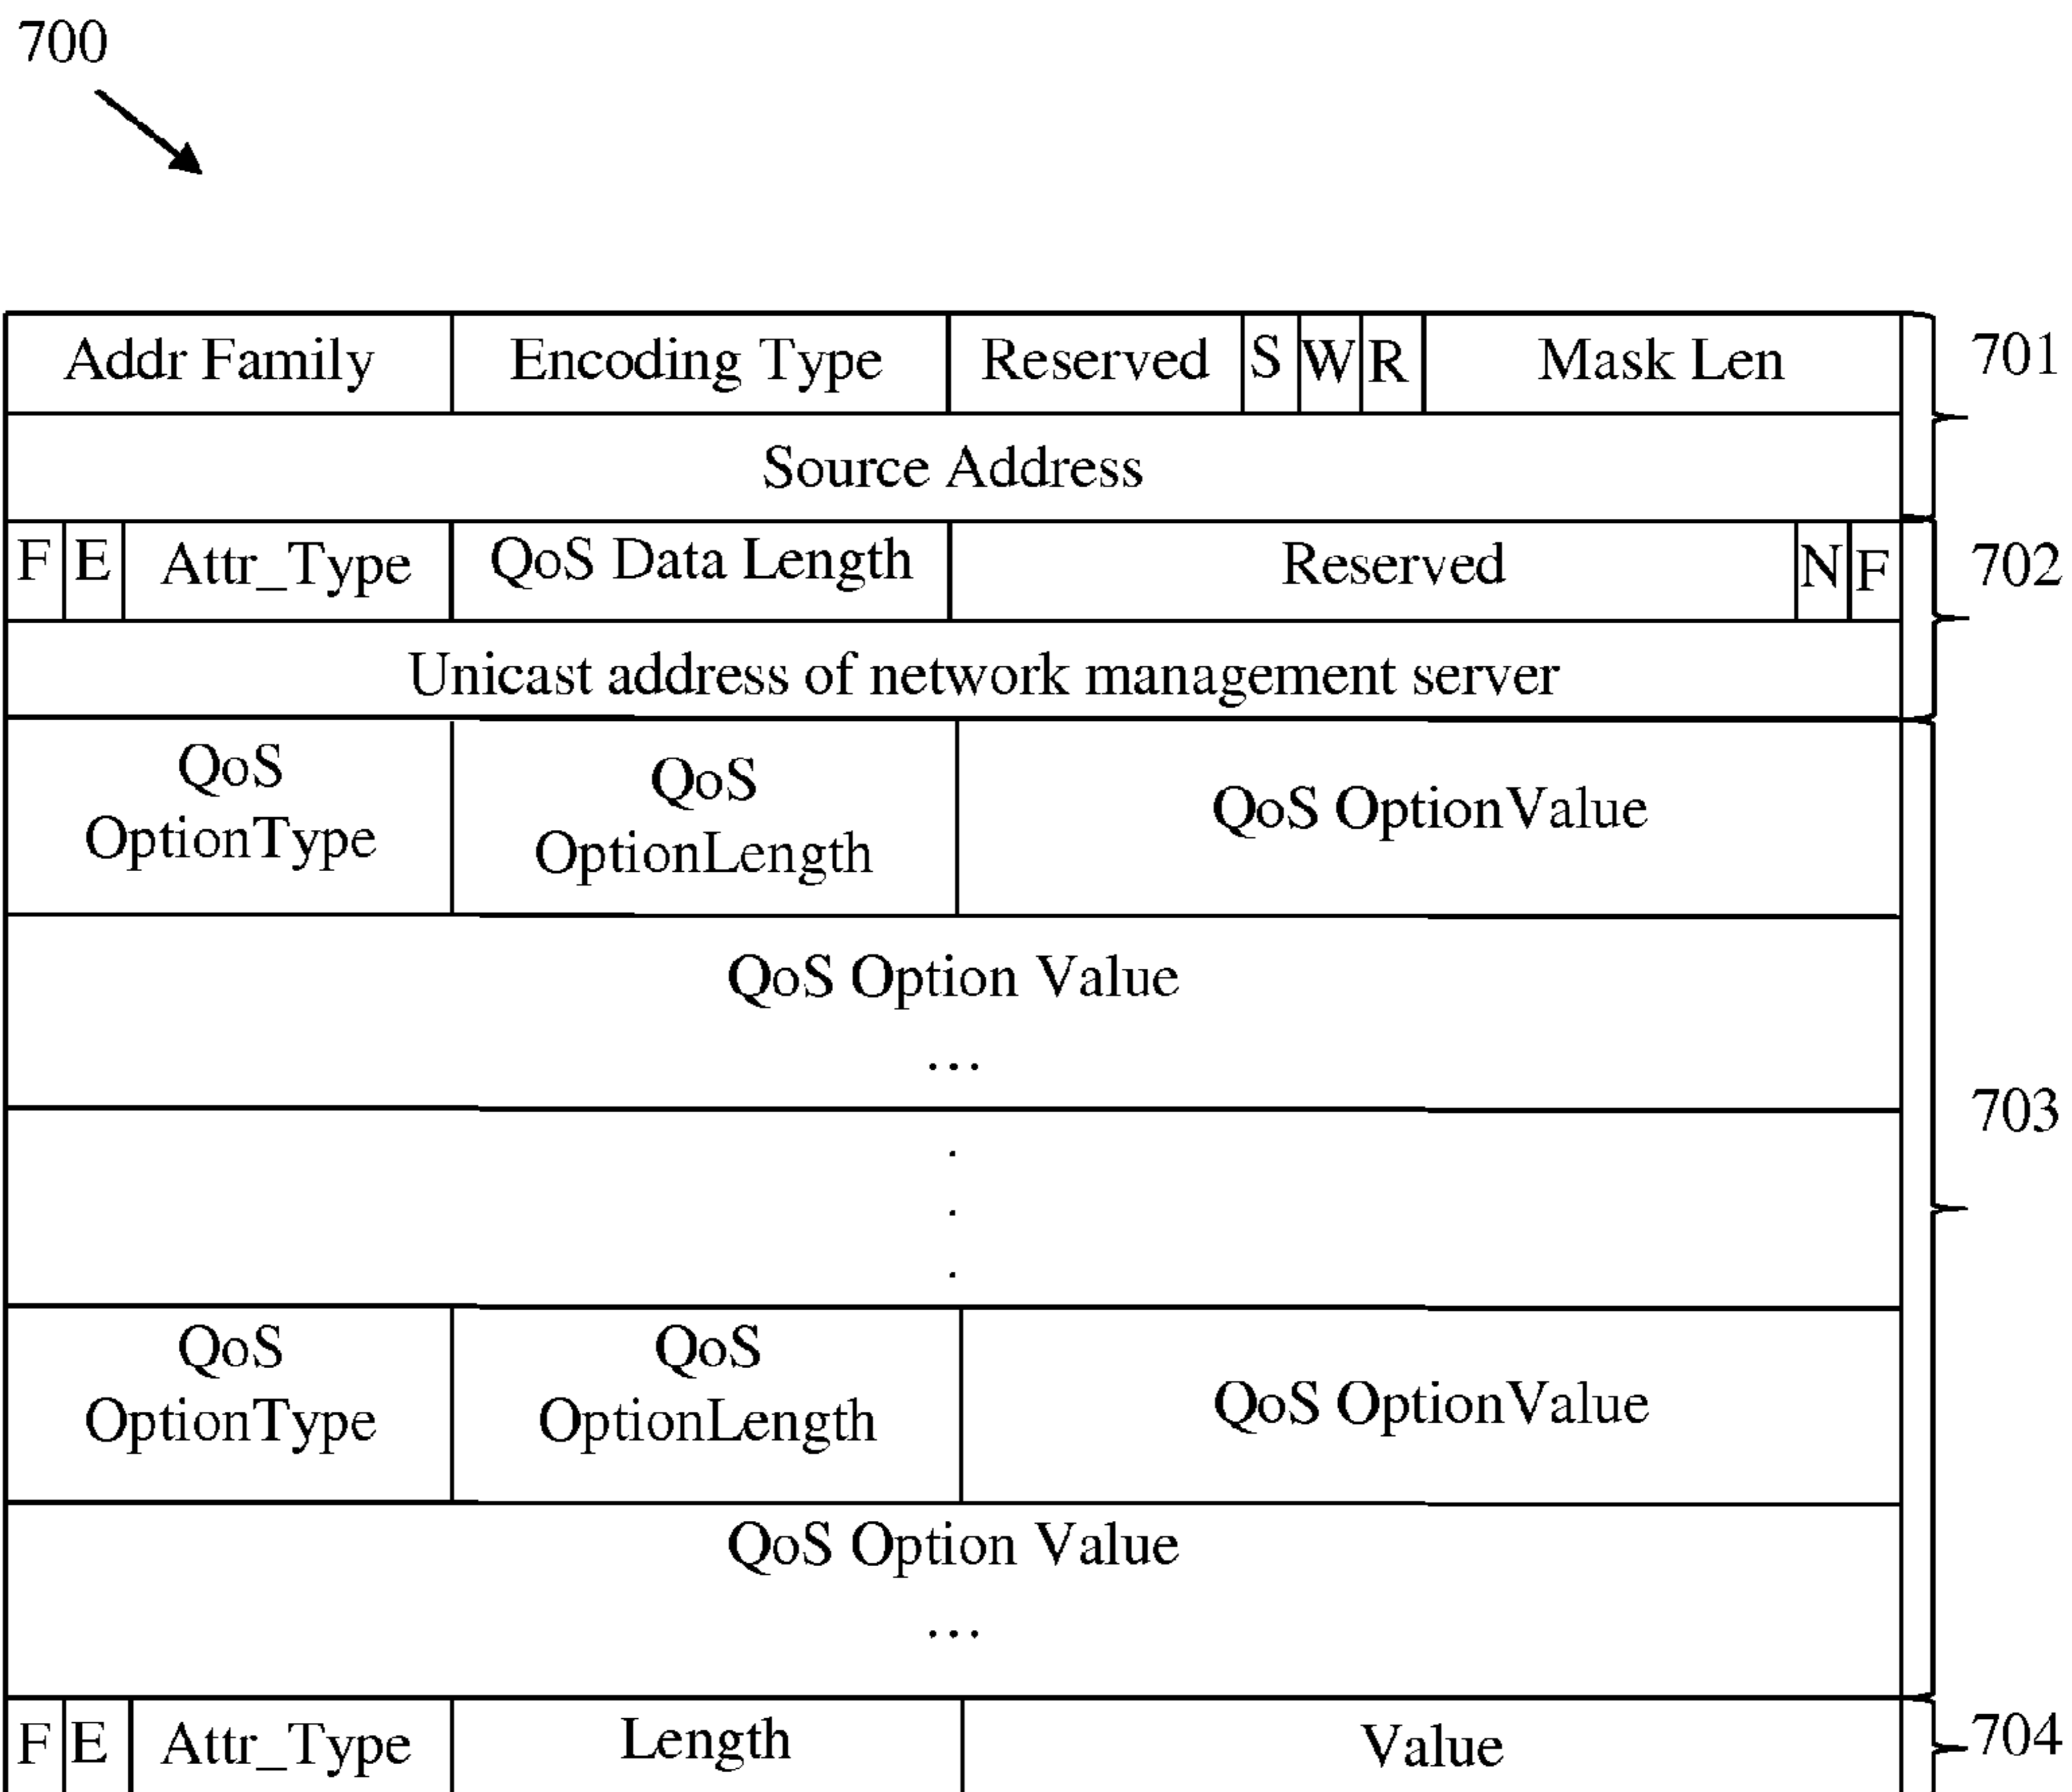 700
Addr Family Encoding Type Reserved S W R Mask Len 701
Source Address
F E Attr_Type QoS Data Length Reserved N F 702
Unicast address of network management server
QoS OptionType QoS OptionLength QoS OptionValue
QoS Option Value
...
703
.
.
.
QoS OptionType QoS OptionLength QoS OptionValue
QoS Option Value
...
F E Attr_Type Length Value 704